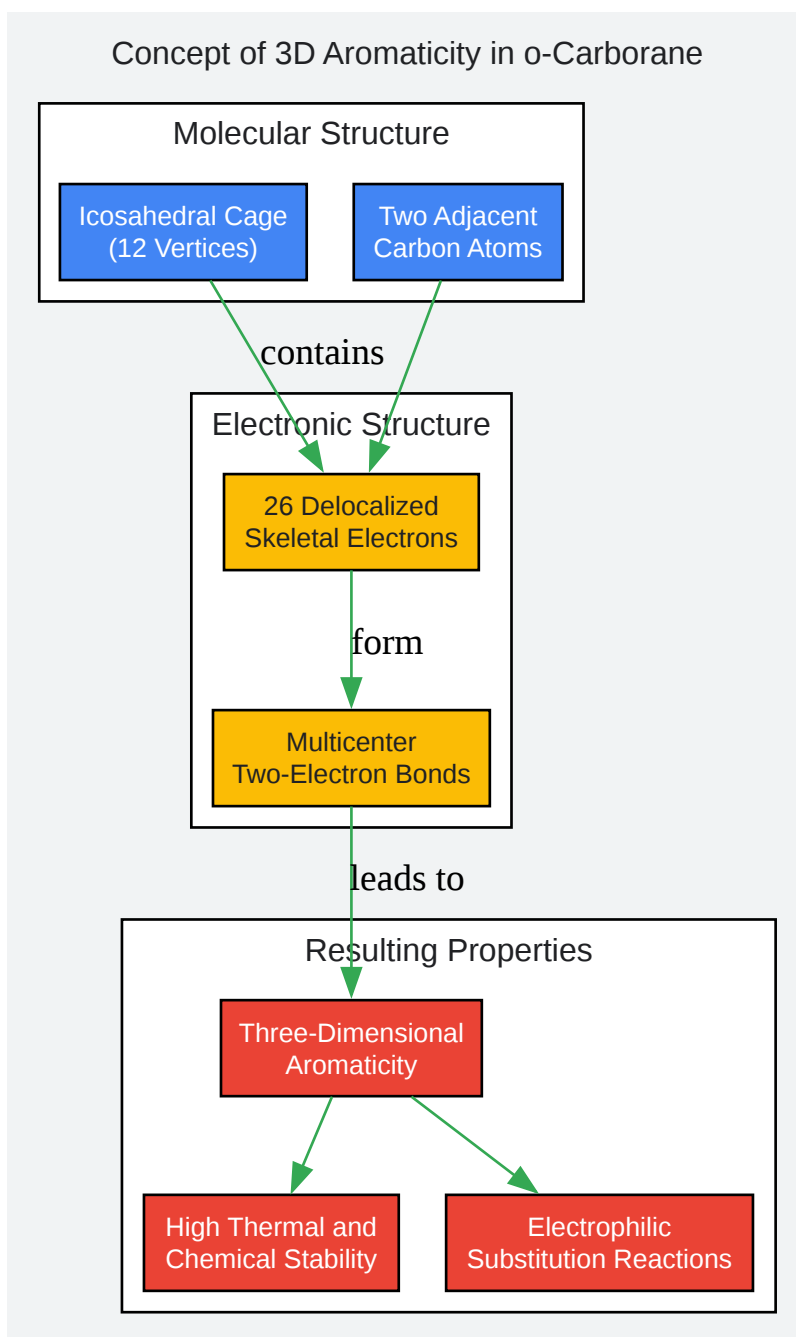 Concept of 3D Aromaticity in o-Carborane
Molecular Structure
Icosahedral Cage
(12 Vertices)
Two Adjacent
Carbon Atoms
contains
Electronic Structure
26 Delocalized
Skeletal Electrons
form
Multicenter
Two-Electron Bonds
leads to
Resulting Properties
Three-Dimensional
Aromaticity
High Thermal and
Chemical Stability
Electrophilic
Substitution Reactions